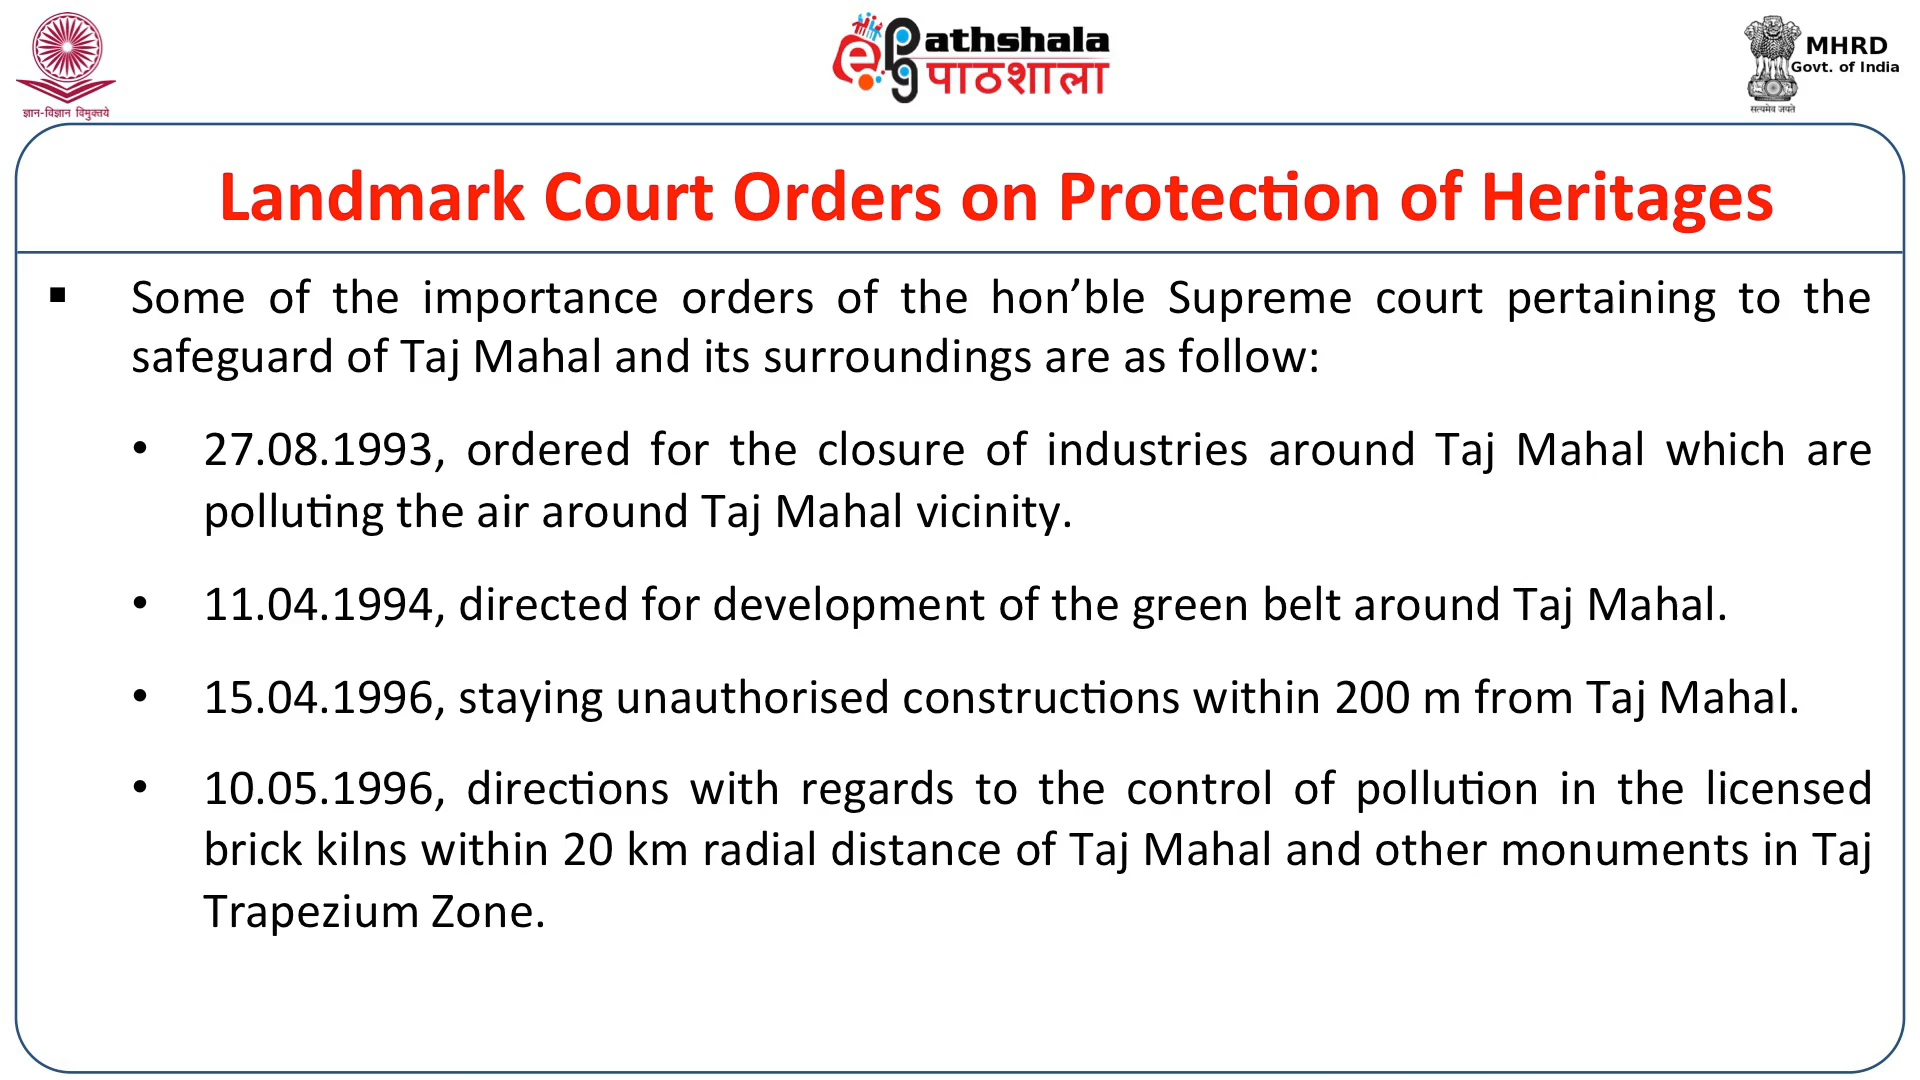 ज्ञान-विज्ञान विमुक्तये
e pg Pathshala
पाठशाला
MHRD
Govt. of India
सत्यमेव जयते
Landmark Court Orders on Protection of Heritages
▪ Some of the importance orders of the hon’ble Supreme court pertaining to the
safeguard of Taj Mahal and its surroundings are as follow:
• 27.08.1993, ordered for the closure of industries around Taj Mahal which are
polluting the air around Taj Mahal vicinity.
• 11.04.1994, directed for development of the green belt around Taj Mahal.
• 15.04.1996, staying unauthorised constructions within 200 m from Taj Mahal.
• 10.05.1996, directions with regards to the control of pollution in the licensed
brick kilns within 20 km radial distance of Taj Mahal and other monuments in Taj
Trapezium Zone.